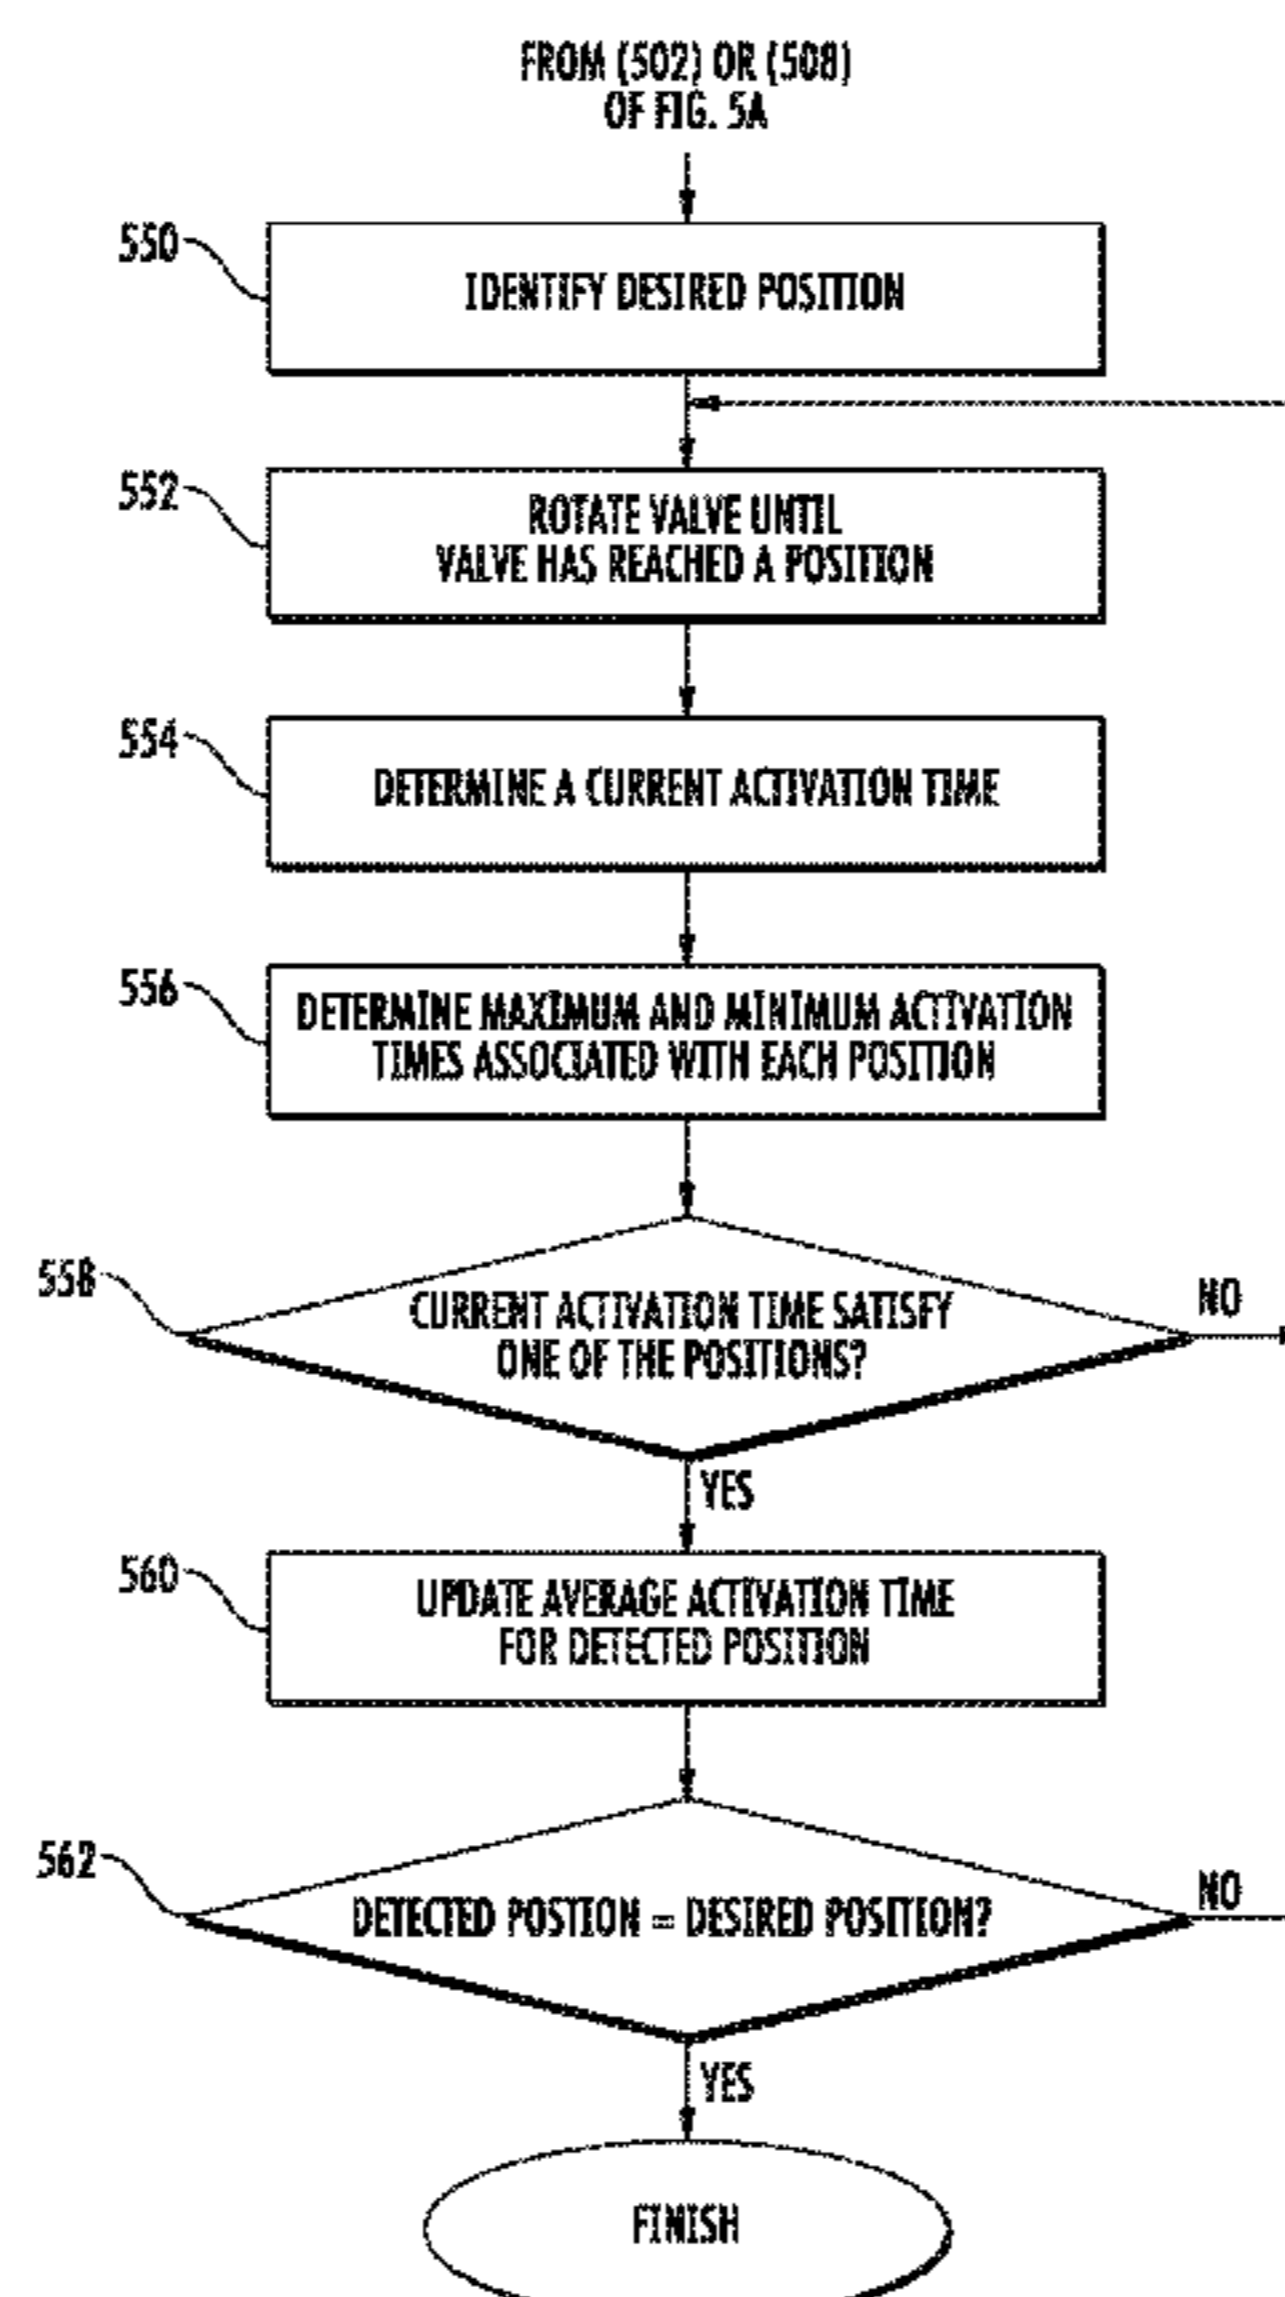 FROM (502) OR (508)
OF FIG. 5A
550
IDENTIFY DESIRED POSITION
552
ROTATE VALVE UNTIL
VALVE HAS REACHED A POSITION
554
DETERMINE A CURRENT ACTIVATION TIME
556
DETERMINE MAXIMUM AND MINIMUM ACTIVATION
TIMES ASSOCIATED WITH EACH POSITION
558
CURRENT ACTIVATION TIME SATISFY
ONE OF THE POSITIONS?
NO
YES
560
UPDATE AVERAGE ACTIVATION TIME
FOR DETECTED POSITION
562
DETECTED POSTION = DESIRED POSITION?
NO
YES
FINISH